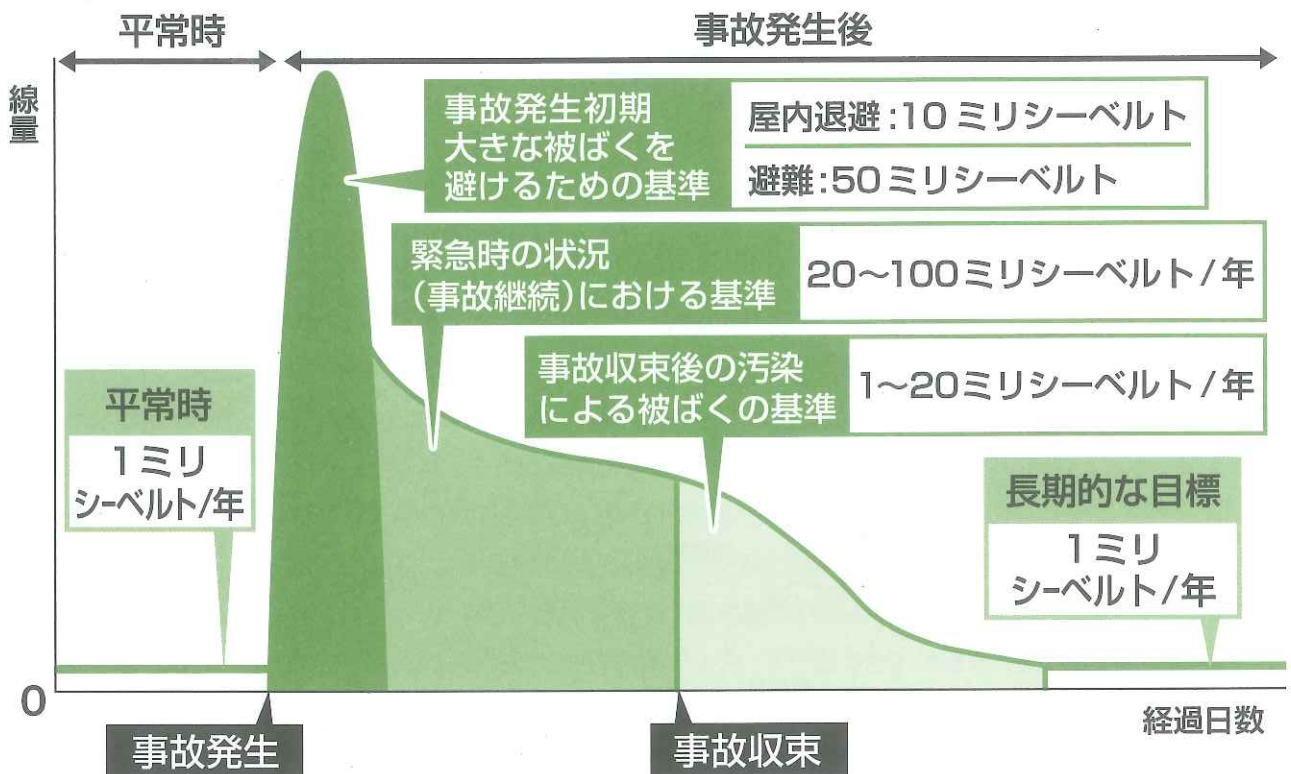 平常時
事故発生後
線量
事故発生初期
大きな被ばくを
避けるための基準
屋内退避:10ミリシーベルト
避難:50ミリシーベルト
緊急時の状況
(事故継続)における基準
20〜100ミリシーベルト/年
事故収束後の汚染
による被ばくの基準
1〜20ミリシーベルト/年
平常時
1ミリ
シーベルト/年
長期的な目標
1ミリ
シーベルト/年
0
経過日数
事故発生
事故収束